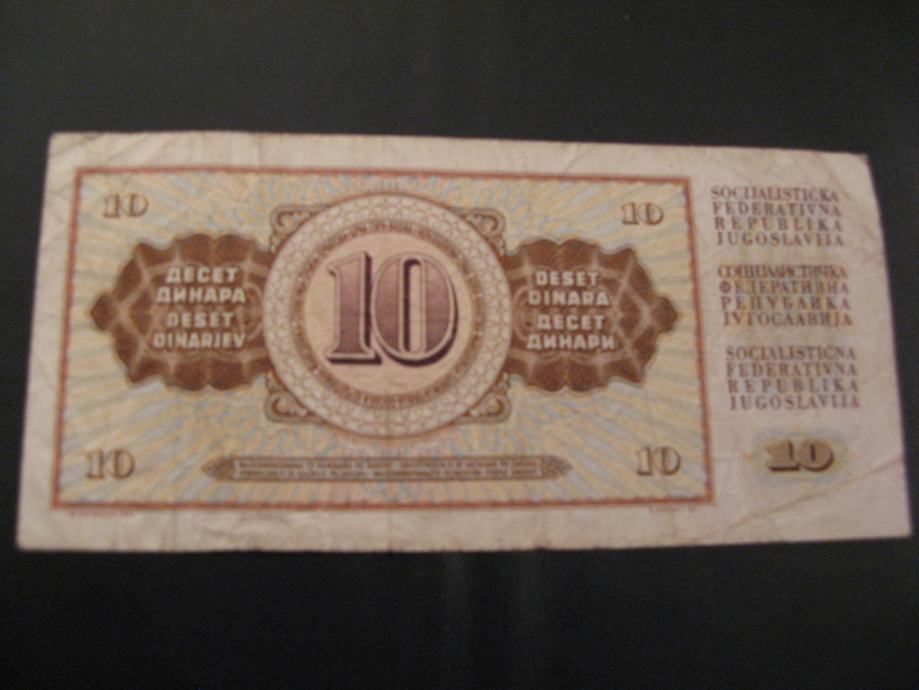 10
10
ДЕСЕТ
ДИНАРА
DESET
DINARJEV
10
DESET
DINARA
ДЕСЕТ
ДИНАРИ
10
10
SOCIJALISTIČKA
FEDERATIVNA
REPUBLIKA
JUGOSLAVIJA
СОЦИЈАЛИСТИЧКА
ФЕДЕРАТИВНА
РЕПУБЛИКА
ЈУГОСЛАВИЈА
SOCIALISTIČNA
FEDERATIVNA
REPUBLIKA
JUGOSLAVIJA
10